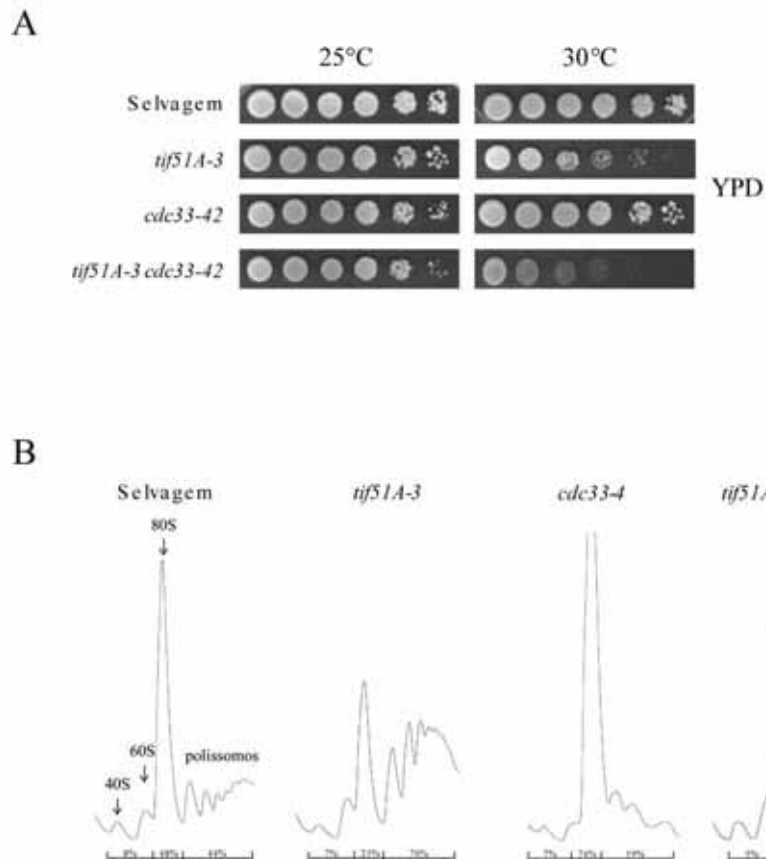 A
25°C 30°C
Selvagem
tif51A-3
cdc33-42
tif51A-3 cdc33-42
YPD
B
Selvagem tif51A-3 cdc33-4 tif51A
80S
60S
40S
polissomos